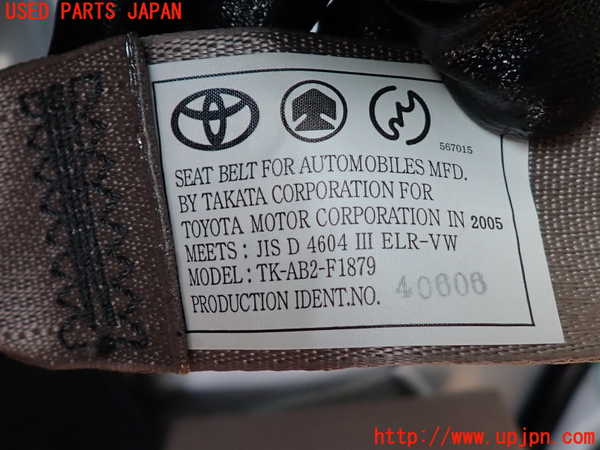 USED PARTS JAPAN
567015
SEAT BELT FOR AUTOMOBILES MFD.
BY TAKATA CORPORATION FOR
TOYOTA MOTOR CORPORATION IN 2005
MEETS : JIS D 4604 III ELR-VW
MODEL: TK-AB2-F1879
PRODUCTION IDENT.NO. 40606
http://www.upjpn.com/